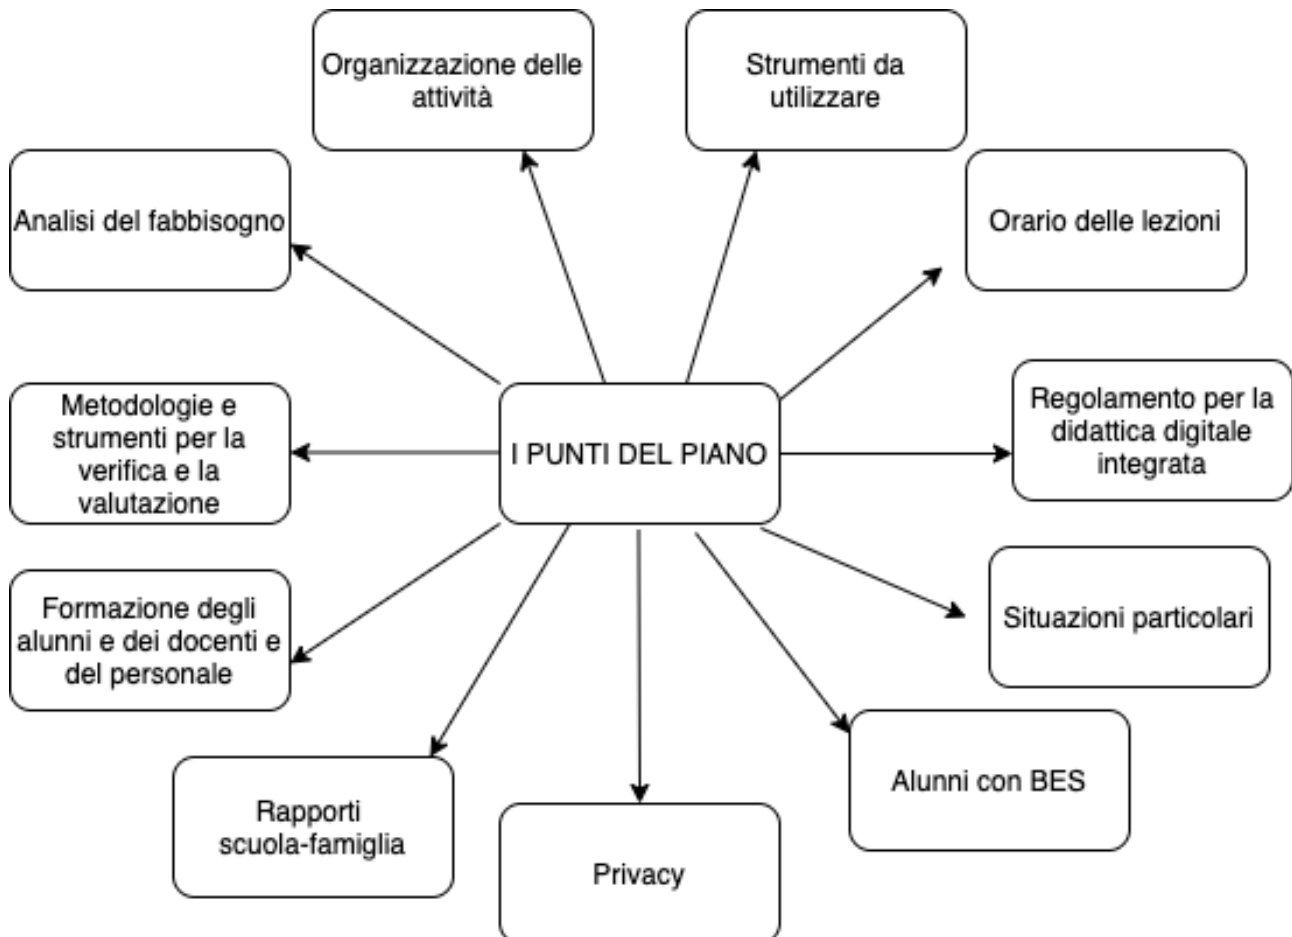 Organizzazione delle
attività
Strumenti da
utilizzare
Analisi del fabbisogno
Orario delle lezioni
Metodologie e
strumenti per la
verifica e la
valutazione
I PUNTI DEL PIANO
Regolamento per la
didattica digitale
integrata
Formazione degli
alunni e dei docenti e
del personale
Situazioni particolari
Rapporti
scuola-famiglia
Privacy
Alunni con BES